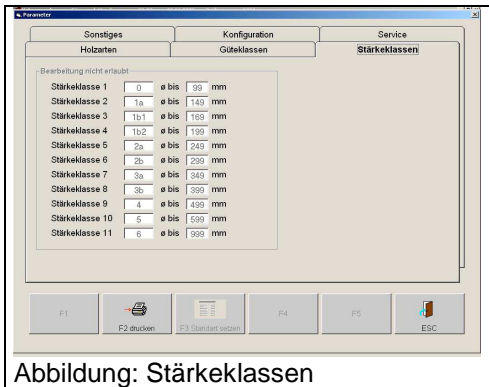 Parameter
Sonstiges Konfiguration Service
Holzarten Güteklassen Stärkeklassen
Bearbeitung nicht erlaubt
Stärkeklasse 1 0 ø bis 99 mm
Stärkeklasse 2 1a ø bis 149 mm
Stärkeklasse 3 1b1 ø bis 169 mm
Stärkeklasse 4 1b2 ø bis 199 mm
Stärkeklasse 5 2a ø bis 249 mm
Stärkeklasse 6 2b ø bis 299 mm
Stärkeklasse 7 3a ø bis 349 mm
Stärkeklasse 8 3b ø bis 399 mm
Stärkeklasse 9 4 ø bis 499 mm
Stärkeklasse 10 5 ø bis 599 mm
Stärkeklasse 11 6 ø bis 999 mm
F1 F2 drucken F3 Standart setzen F4 F5 ESC
Abbildung: Stärkeklassen